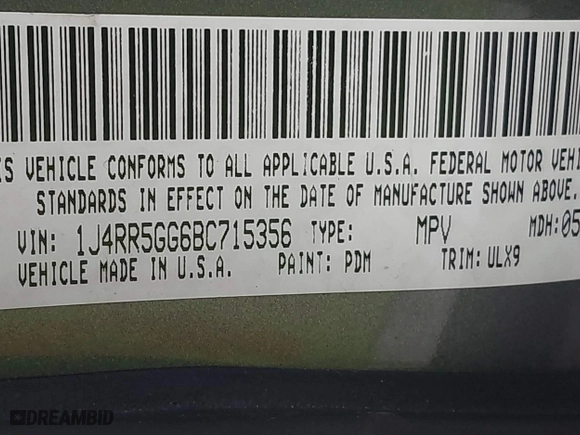 IS VEHICLE CONFORMS TO ALL APPLICABLE U.S.A. FEDERAL MOTOR VEHI
STANDARDS IN EFFECT ON THE DATE OF MANUFACTURE SHOWN ABOVE.
VIN: 1J4RR5GG6BC715356 TYPE: MPV MDH:05
VEHICLE MADE IN U.S.A. PAINT: PDM TRIM:ULX9
DREAMBID